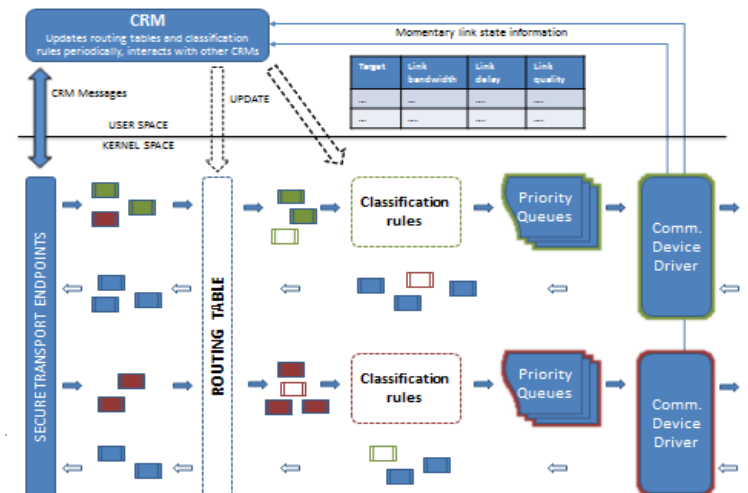 CRM
Updates routing tables and classification
rules periodically, interacts with other CRMs
Momentary link state information
Target
Link
bandwidth
Link
delay
Link
quality
...
....
....
....
...
....
....
....
CRM Messages
UPDATE
USER SPACE
KERNEL SPACE
SECURE TRANSPORT ENDPOINTS
ROUTING TABLE
Classification
rules
Priority
Queues
Comm.
Device
Driver
Classification
rules
Priority
Queues
Comm.
Device
Driver